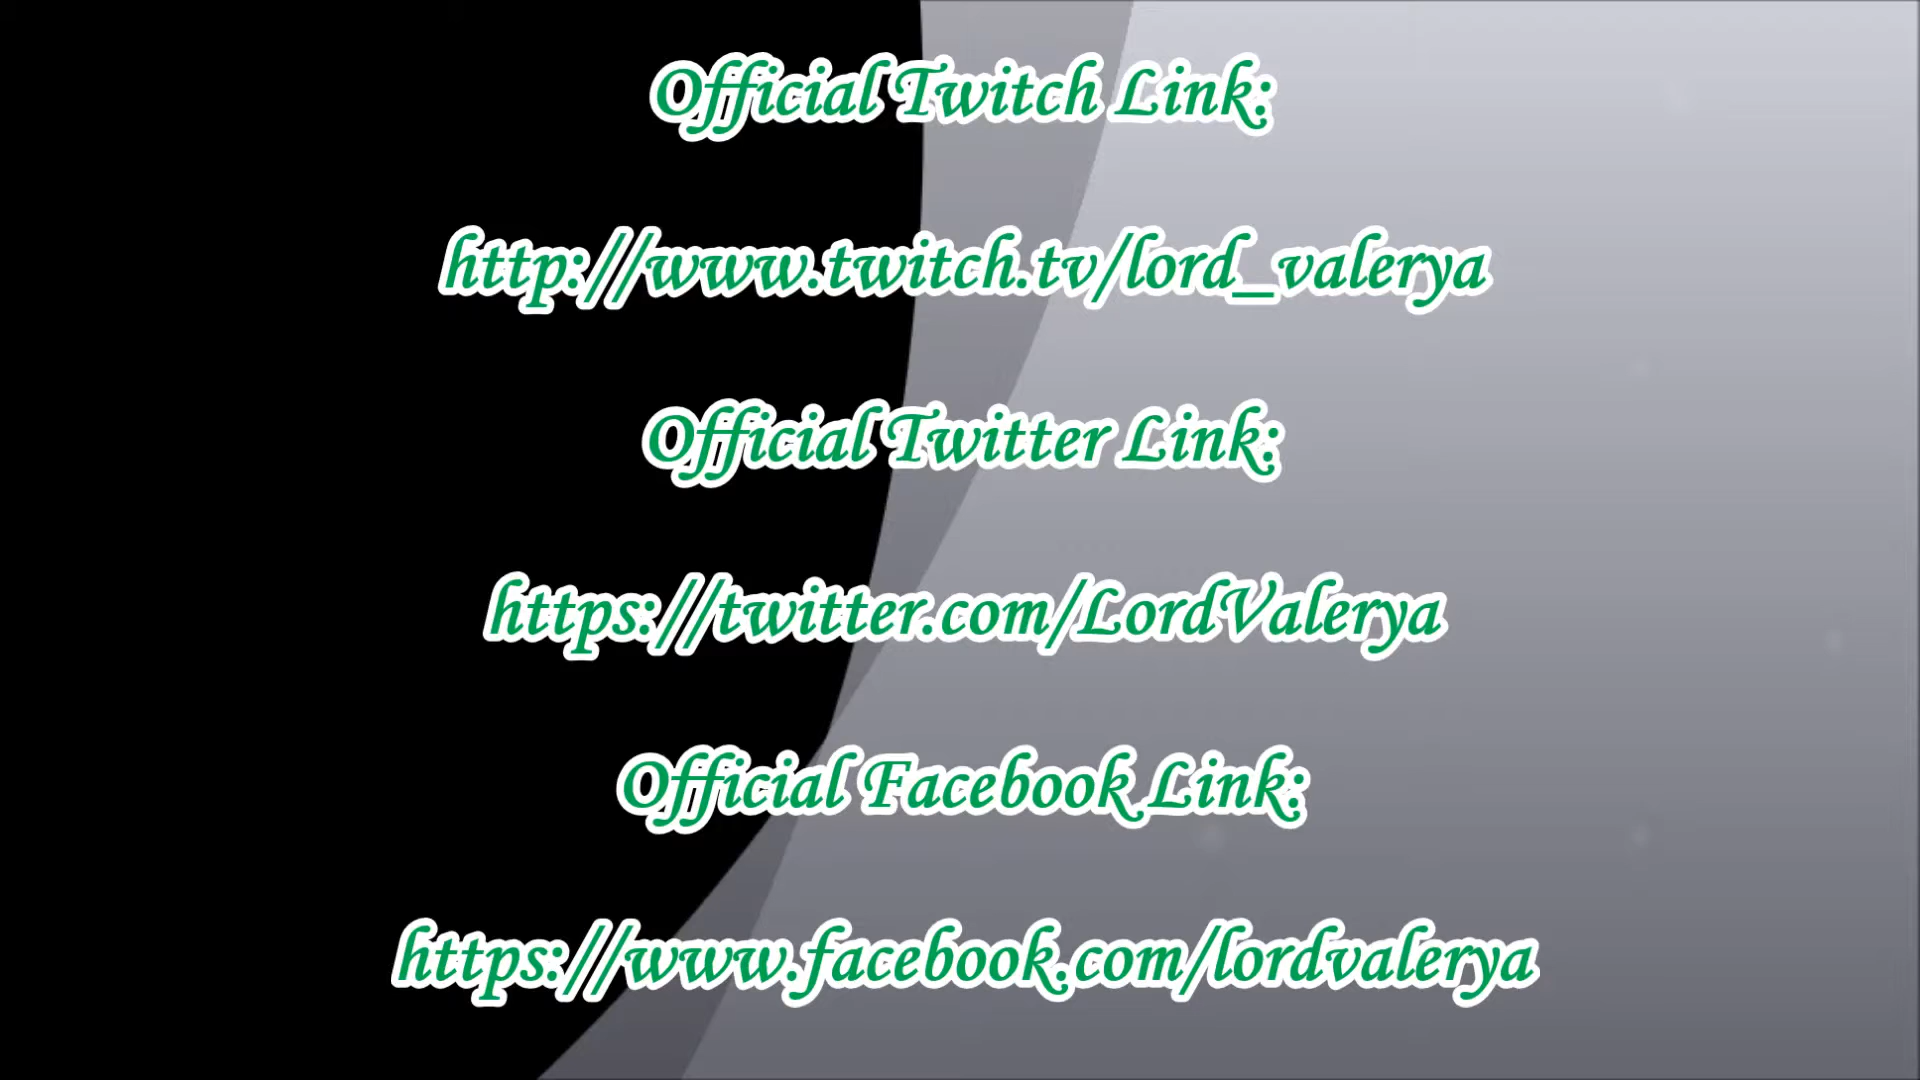 Official Twitch Link:
http://www.twitch.tv/lord_valerya
Official Twitter Link:
https://twitter.com/LordValerya
Official Facebook Link:
https://www.facebook.com/lordvalerya